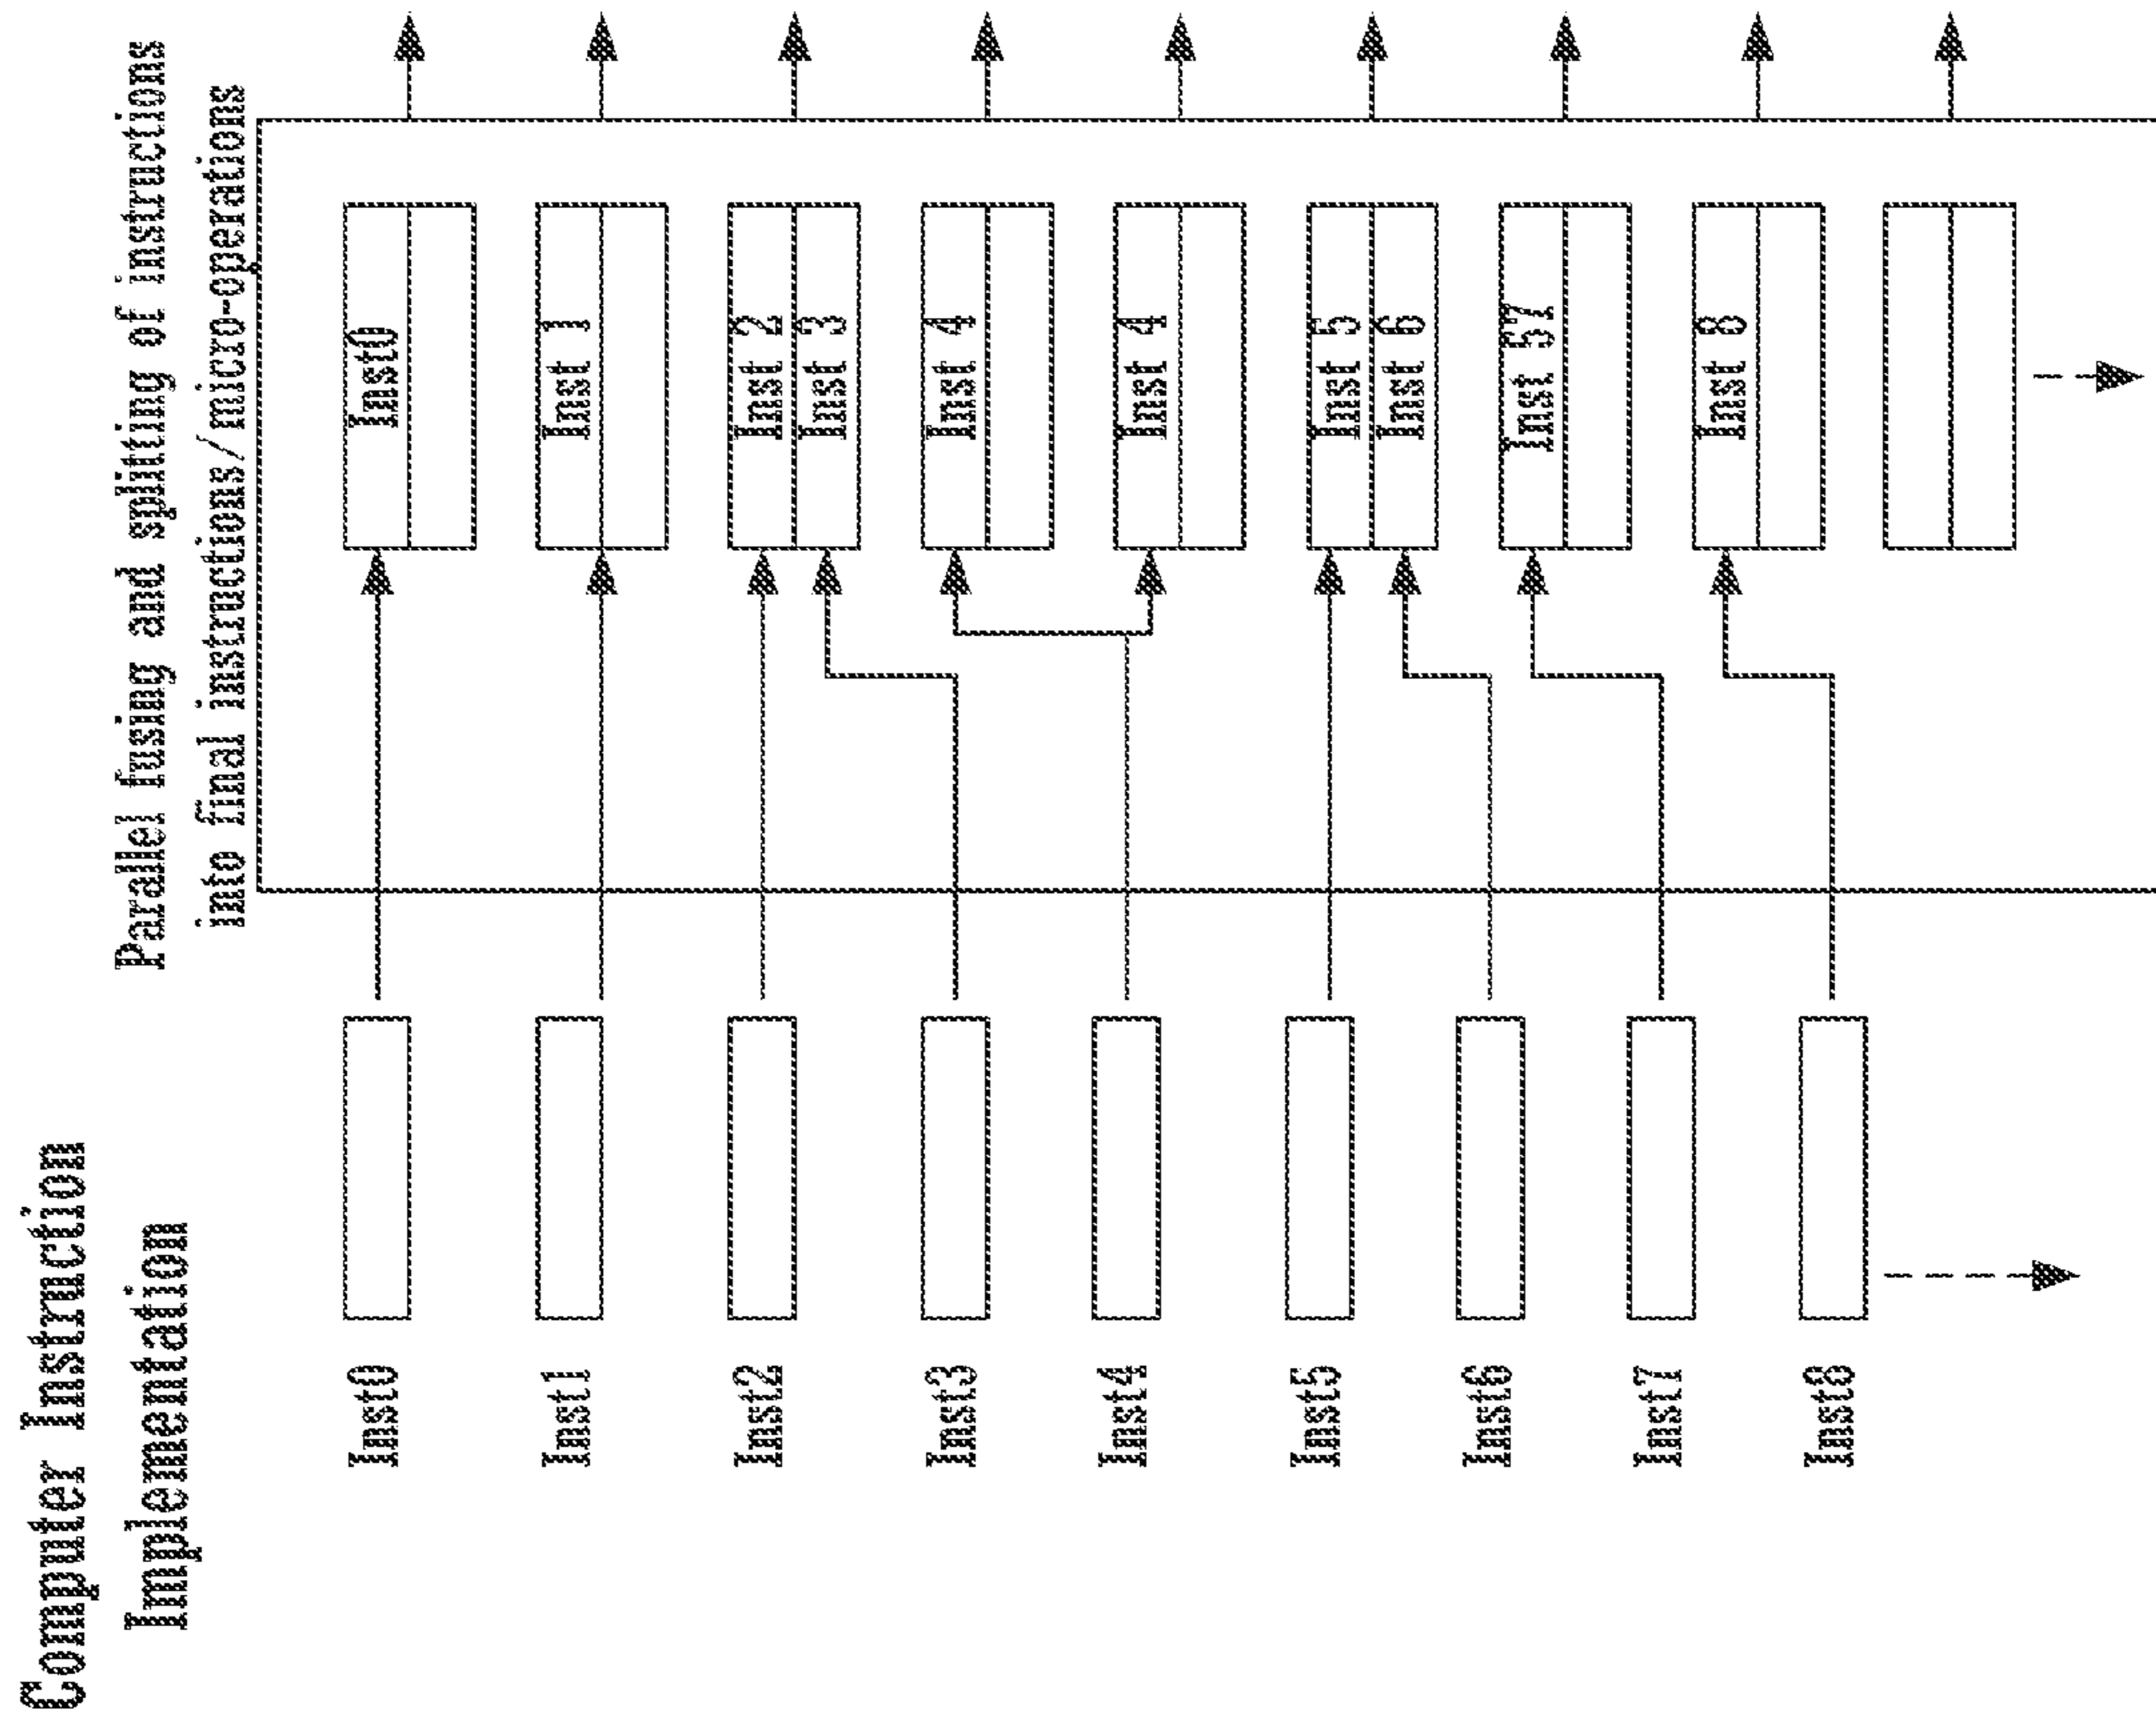 Computer Instruction
Implementation
Parallel fusing and splitting of instructions
into final instructions/micro-operations
Inst0
Inst1
Inst2
Inst3
Inst4
Inst5
Inst6
Inst7
Inst8
Inst0
Inst 1
Inst 2
Inst 3
Inst 4
Inst 4
Inst 5
Inst 6
Inst 57
Inst 8